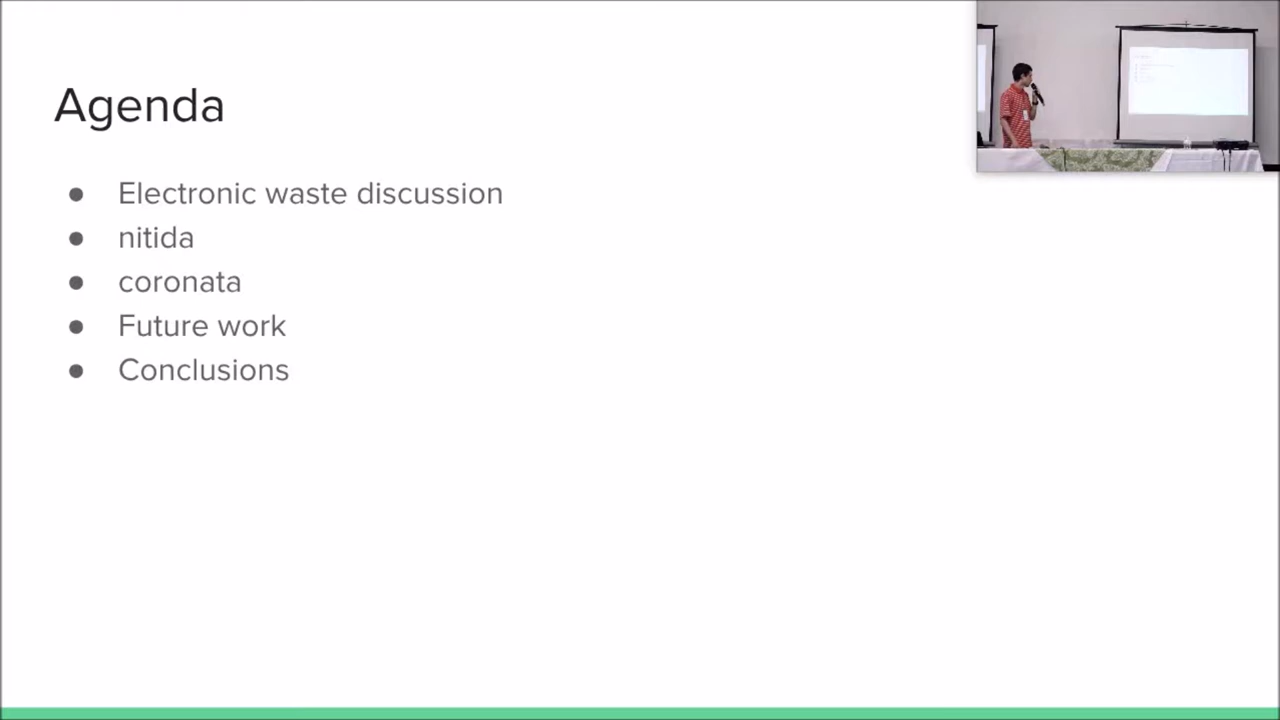 Agenda
● Electronic waste discussion
● nitida
● coronata
● Future work
● Conclusions